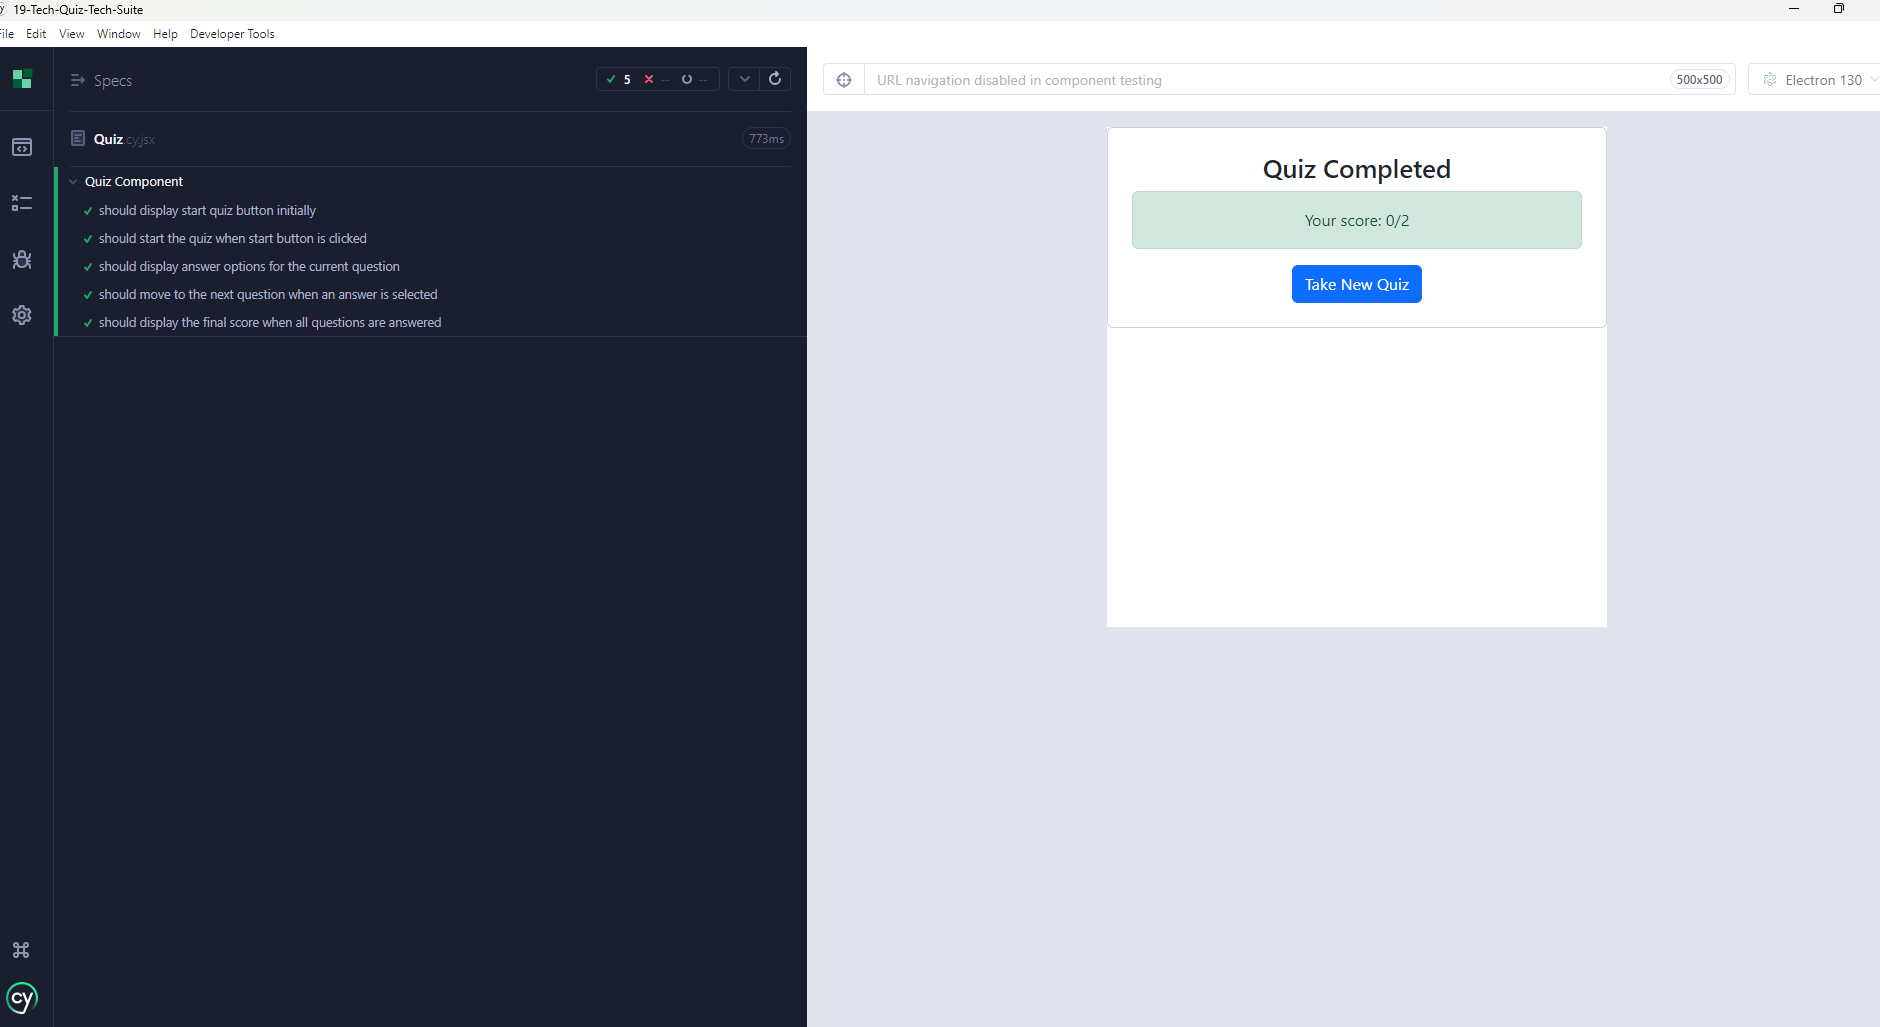 19-Tech-Quiz-Tech-Suite
File Edit View Window Help Developer Tools
Specs
5 -- --
Quiz.cy.jsx 773ms
Quiz Component
should display start quiz button initially
should start the quiz when start button is clicked
should display answer options for the current question
should move to the next question when an answer is selected
should display the final score when all questions are answered
cy
URL navigation disabled in component testing 500x500 Electron 130
Quiz Completed
Your score: 0/2
Take New Quiz